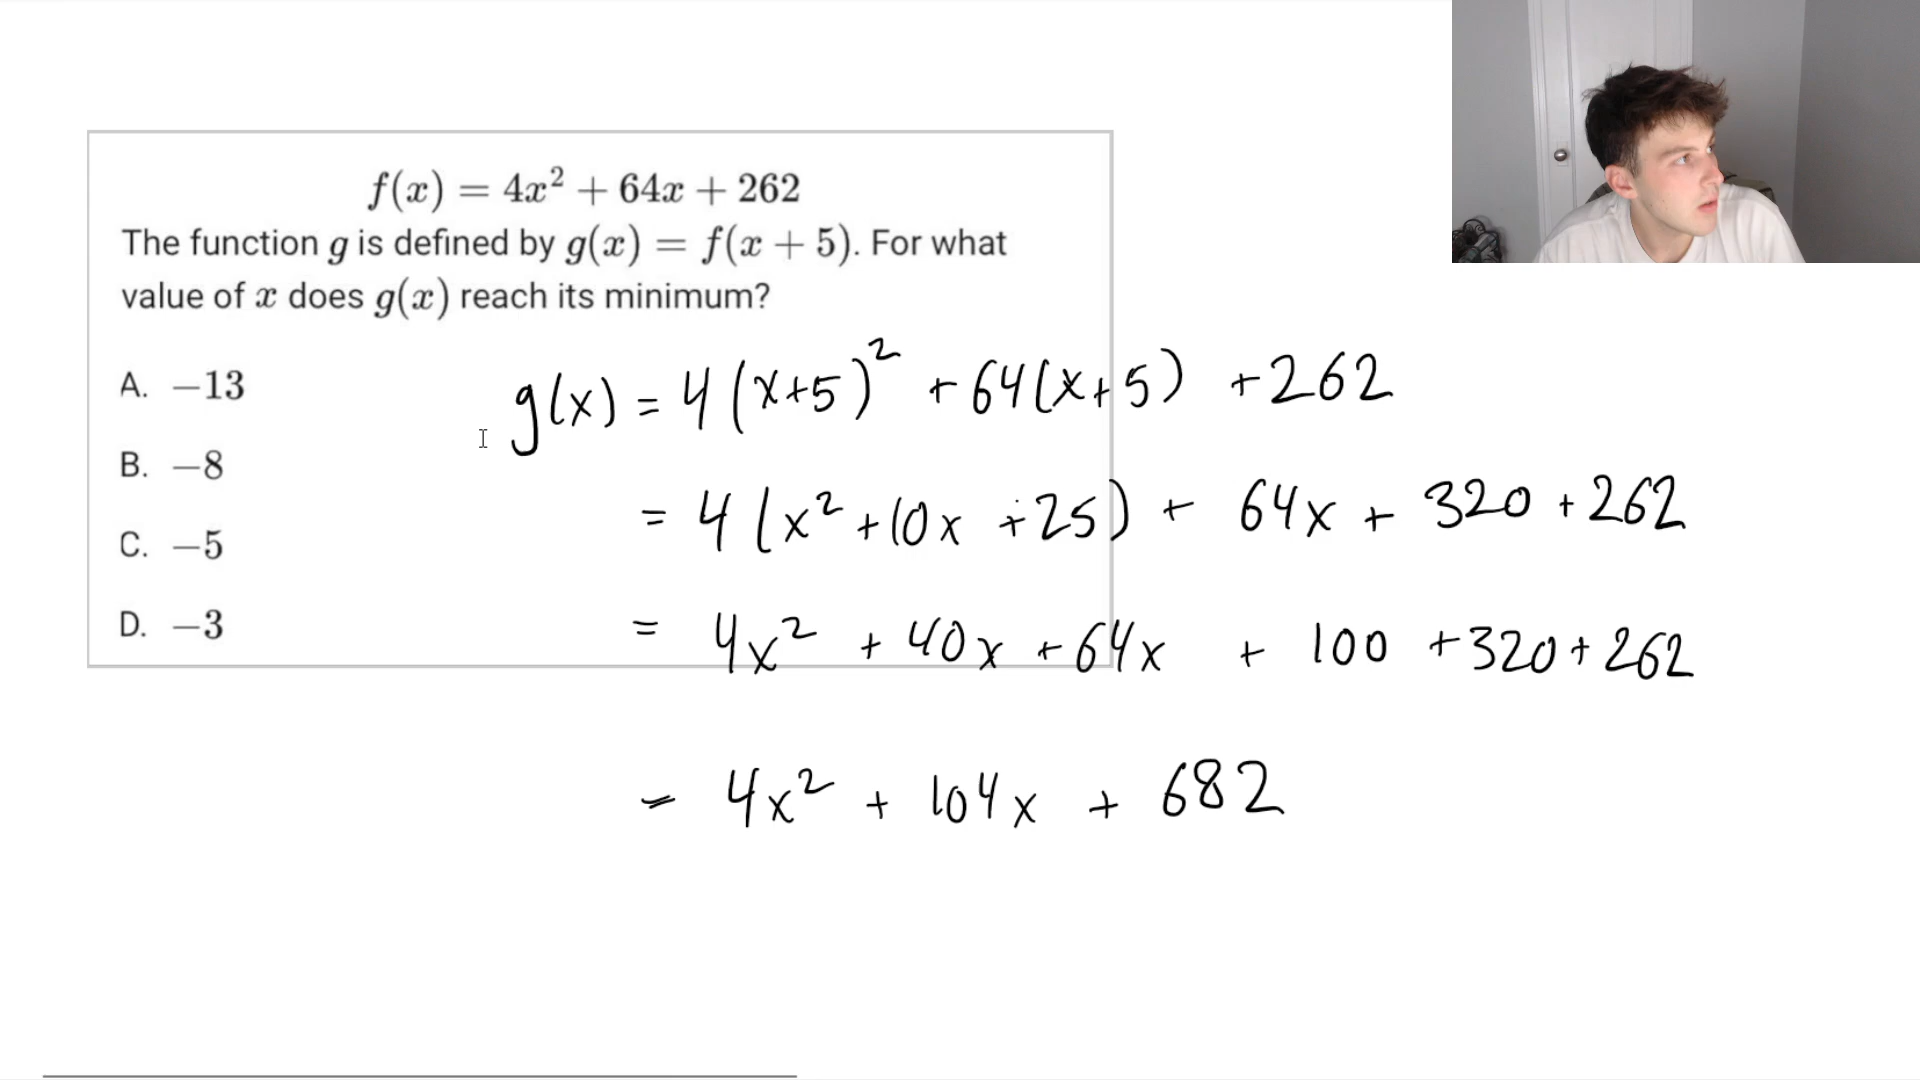 f(x) = 4x² + 64x + 262
The function g is defined by g(x) = f(x + 5). For what
value of x does g(x) reach its minimum?
A. −13
B. −8
C. −5
D. −3
g(x) = 4(x+5)² + 64(x+5) + 262
= 4(x² + 10x + 25) + 64x + 320 + 262
= 4x² + 40x + 64x + 100 + 320 + 262
= 4x² + 104x + 682